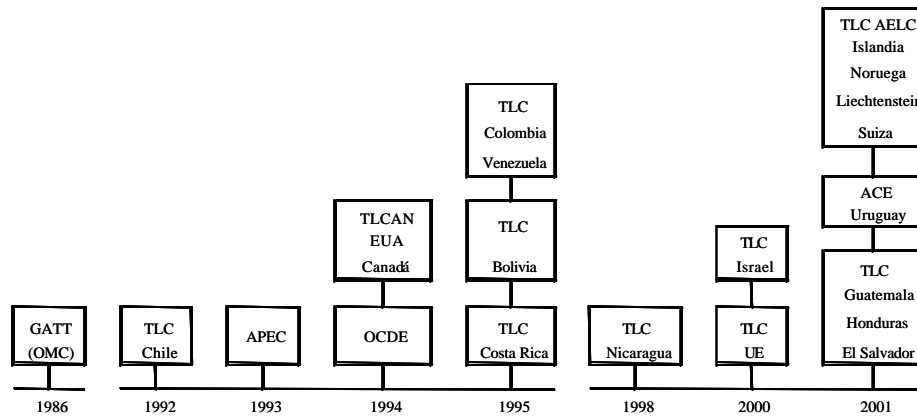 TLC AELC
Islandia
Noruega
Liechtenstein
Suiza
TLC
Colombia
Venezuela
ACE
Uruguay
TLCAN
EUA
Canadá
TLC
Bolivia
TLC
Israel
TLC
Guatemala
Honduras
El Salvador
GATT
(OMC)
TLC
Chile
APEC
OCDE
TLC
Costa Rica
TLC
Nicaragua
TLC
UE
1986
1992
1993
1994
1995
1998
2000
2001